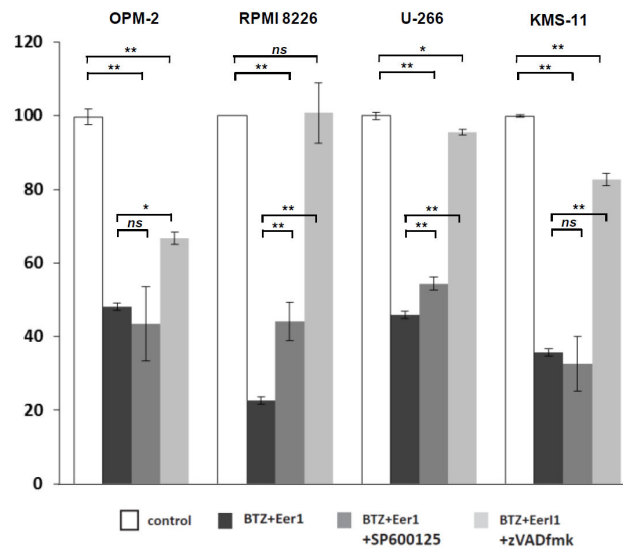 OPM-2 RPMI 8226 U-266 KMS-11
120
** ns * **
** ** ** **
100
80
* ** ** **
ns ** ** ns
60
40
20
0
control BTZ+Eer1 BTZ+Eer1 BTZ+EerI1
+SP600125 +zVADfmk